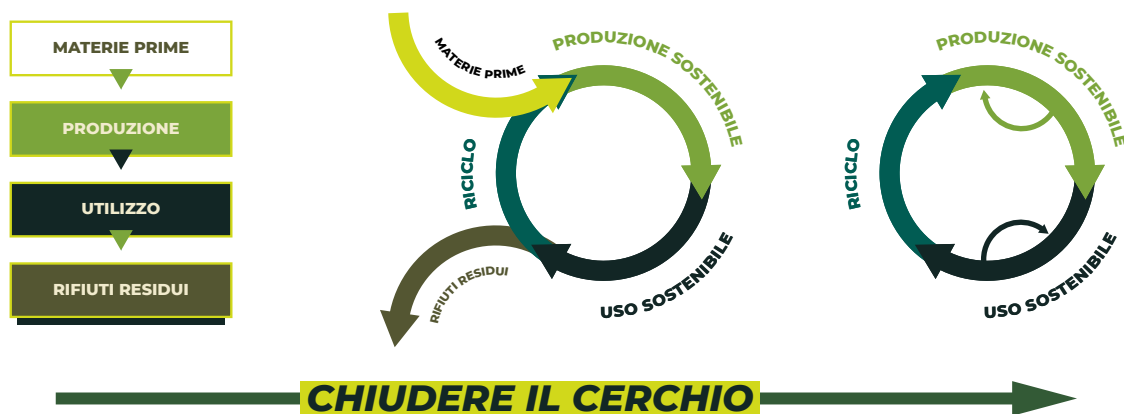 MATERIE PRIME
PRODUZIONE
UTILIZZO
RIFIUTI RESIDUI
MATERIE PRIME
PRODUZIONE SOSTENIBILE
RICICLO
RIFIUTI RESIDUI
USO SOSTENIBILE
PRODUZIONE SOSTENIBILE
RICICLO
USO SOSTENIBILE
CHIUDERE IL CERCHIO